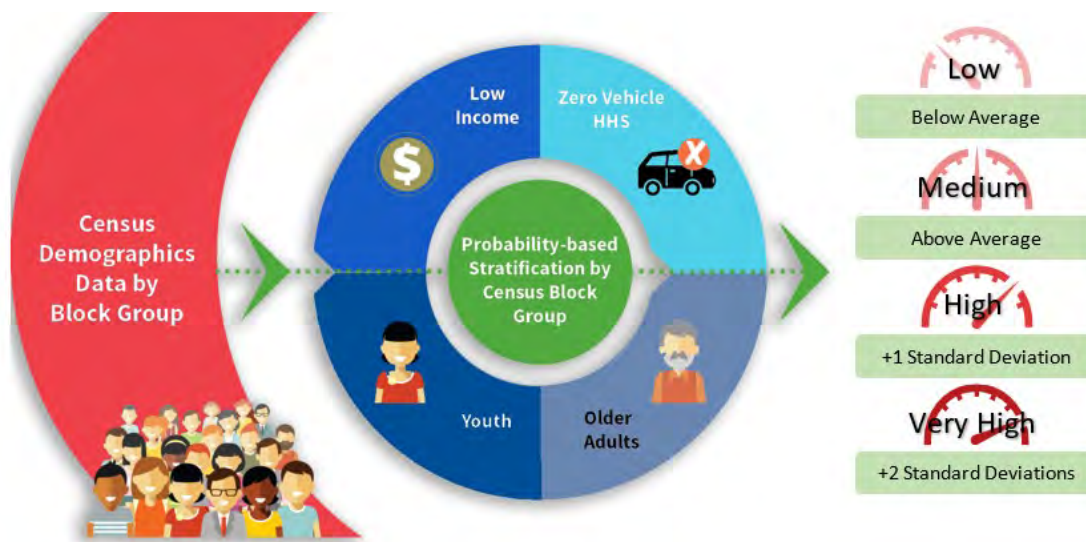 Census
Demographics
Data by
Block Group
Low
Income
$
Zero Vehicle
HHS
X
Probability-based
Stratification by
Census Block
Group
Youth
Older
Adults
Low
Below Average
Medium
Above Average
High
+1 Standard Deviation
Very High
+2 Standard Deviations